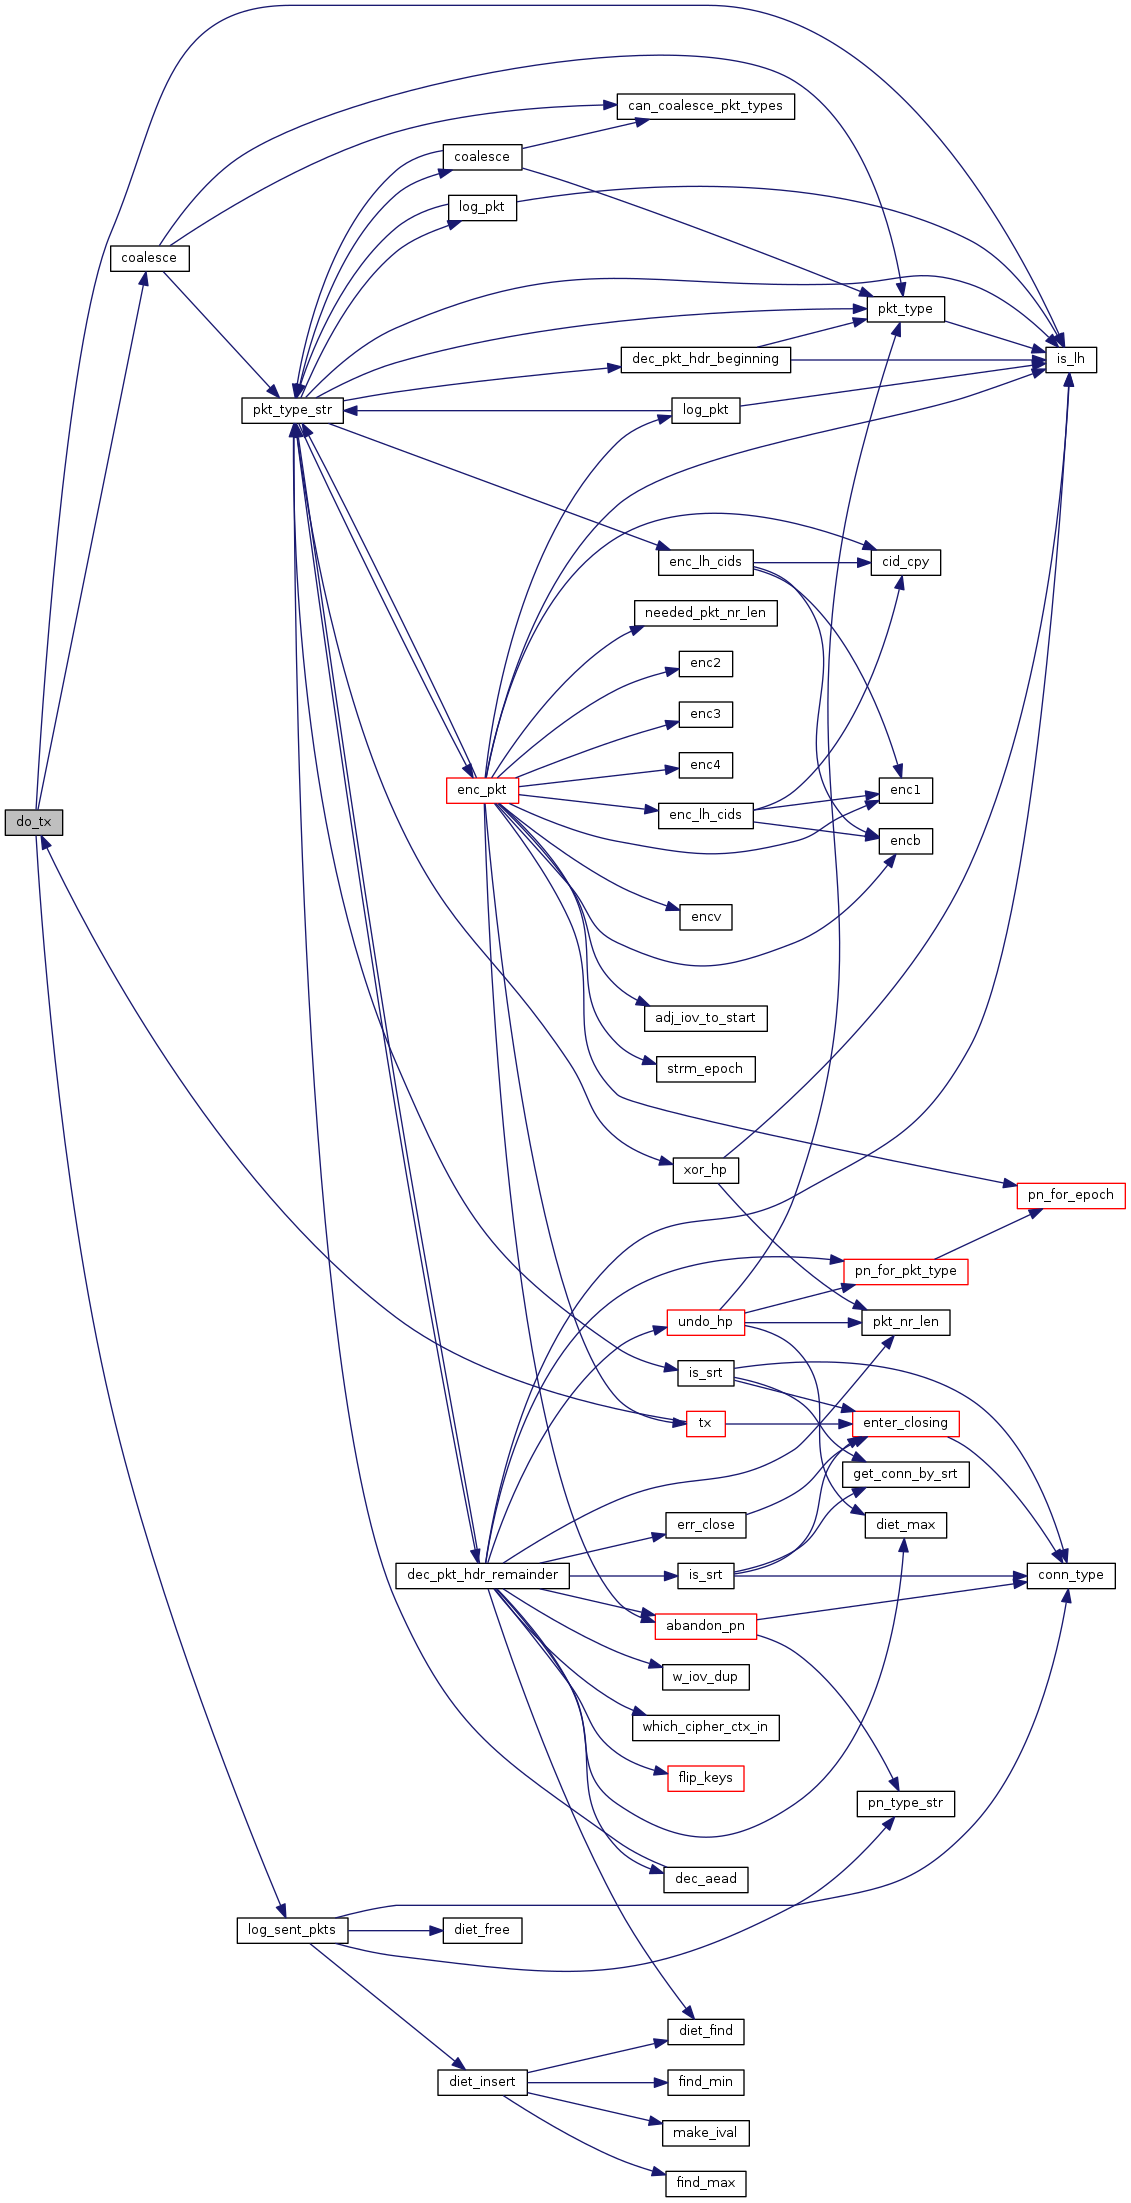 can_coalesce_pkt_types
coalesce
log_pkt
coalesce
pkt_type
dec_pkt_hdr_beginning
is_lh
pkt_type_str
log_pkt
enc_lh_cids
cid_cpy
needed_pkt_nr_len
enc2
enc3
enc4
enc_pkt
enc1
do_tx
enc_lh_cids
encb
encv
adj_iov_to_start
strm_epoch
xor_hp
pn_for_epoch
pn_for_pkt_type
undo_hp
pkt_nr_len
is_srt
tx
enter_closing
get_conn_by_srt
err_close
diet_max
dec_pkt_hdr_remainder
is_srt
conn_type
abandon_pn
w_iov_dup
which_cipher_ctx_in
flip_keys
pn_type_str
dec_aead
log_sent_pkts
diet_free
diet_find
diet_insert
find_min
make_ival
find_max